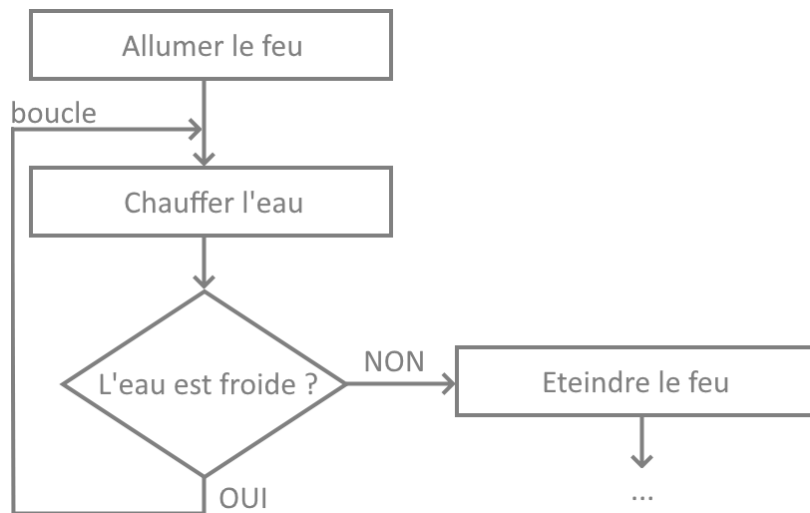 Allumer le feu
boucle
Chauffer l'eau
L'eau est froide ?
NON
Eteindre le feu
OUI
...